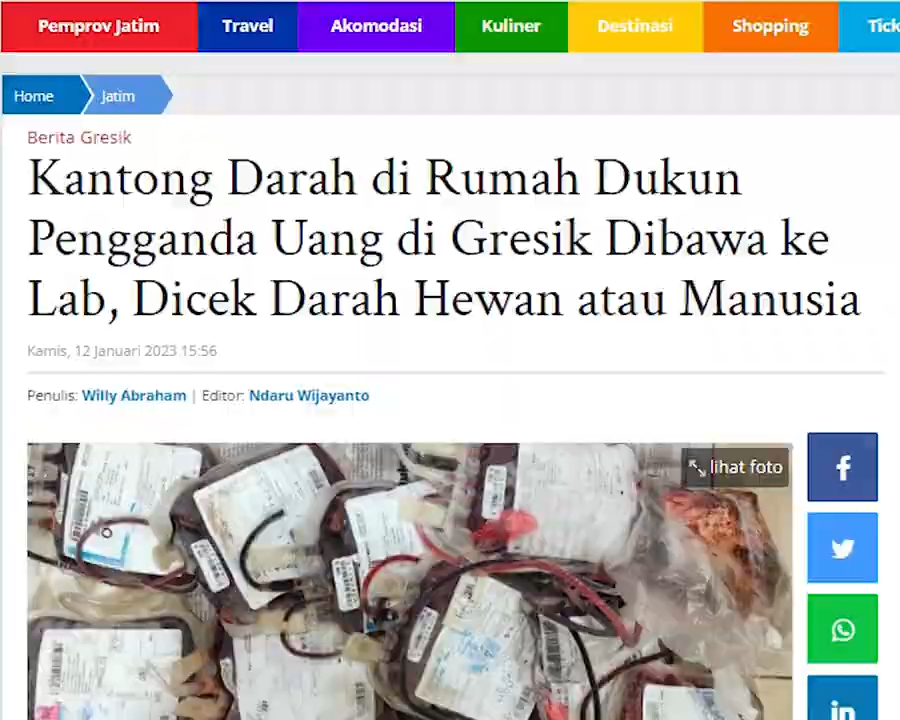 Pemprov Jatim Travel Akomodasi Kuliner Destinasi Shopping Tick
Home Jatim
Berita Gresik
Kantong Darah di Rumah Dukun
Pengganda Uang di Gresik Dibawa ke
Lab, Dicek Darah Hewan atau Manusia
Kamis, 12 Januari 2023 15:56
Penulis: Willy Abraham | Editor: Ndaru Wijayanto
lihat foto